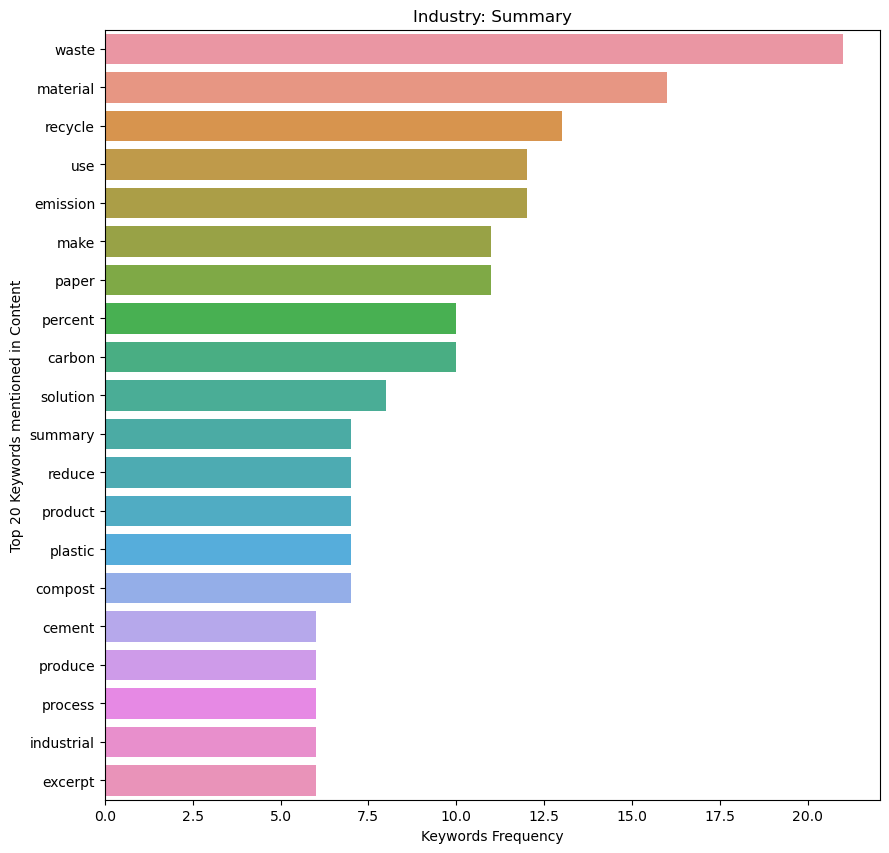 Industry: Summary
waste
material
recycle
use
emission
make
paper
percent
carbon
solution
summary
reduce
product
plastic
compost
cement
produce
process
industrial
excerpt
Top 20 Keywords mentioned in Content
0.0 2.5 5.0 7.5 10.0 12.5 15.0 17.5 20.0
Keywords Frequency